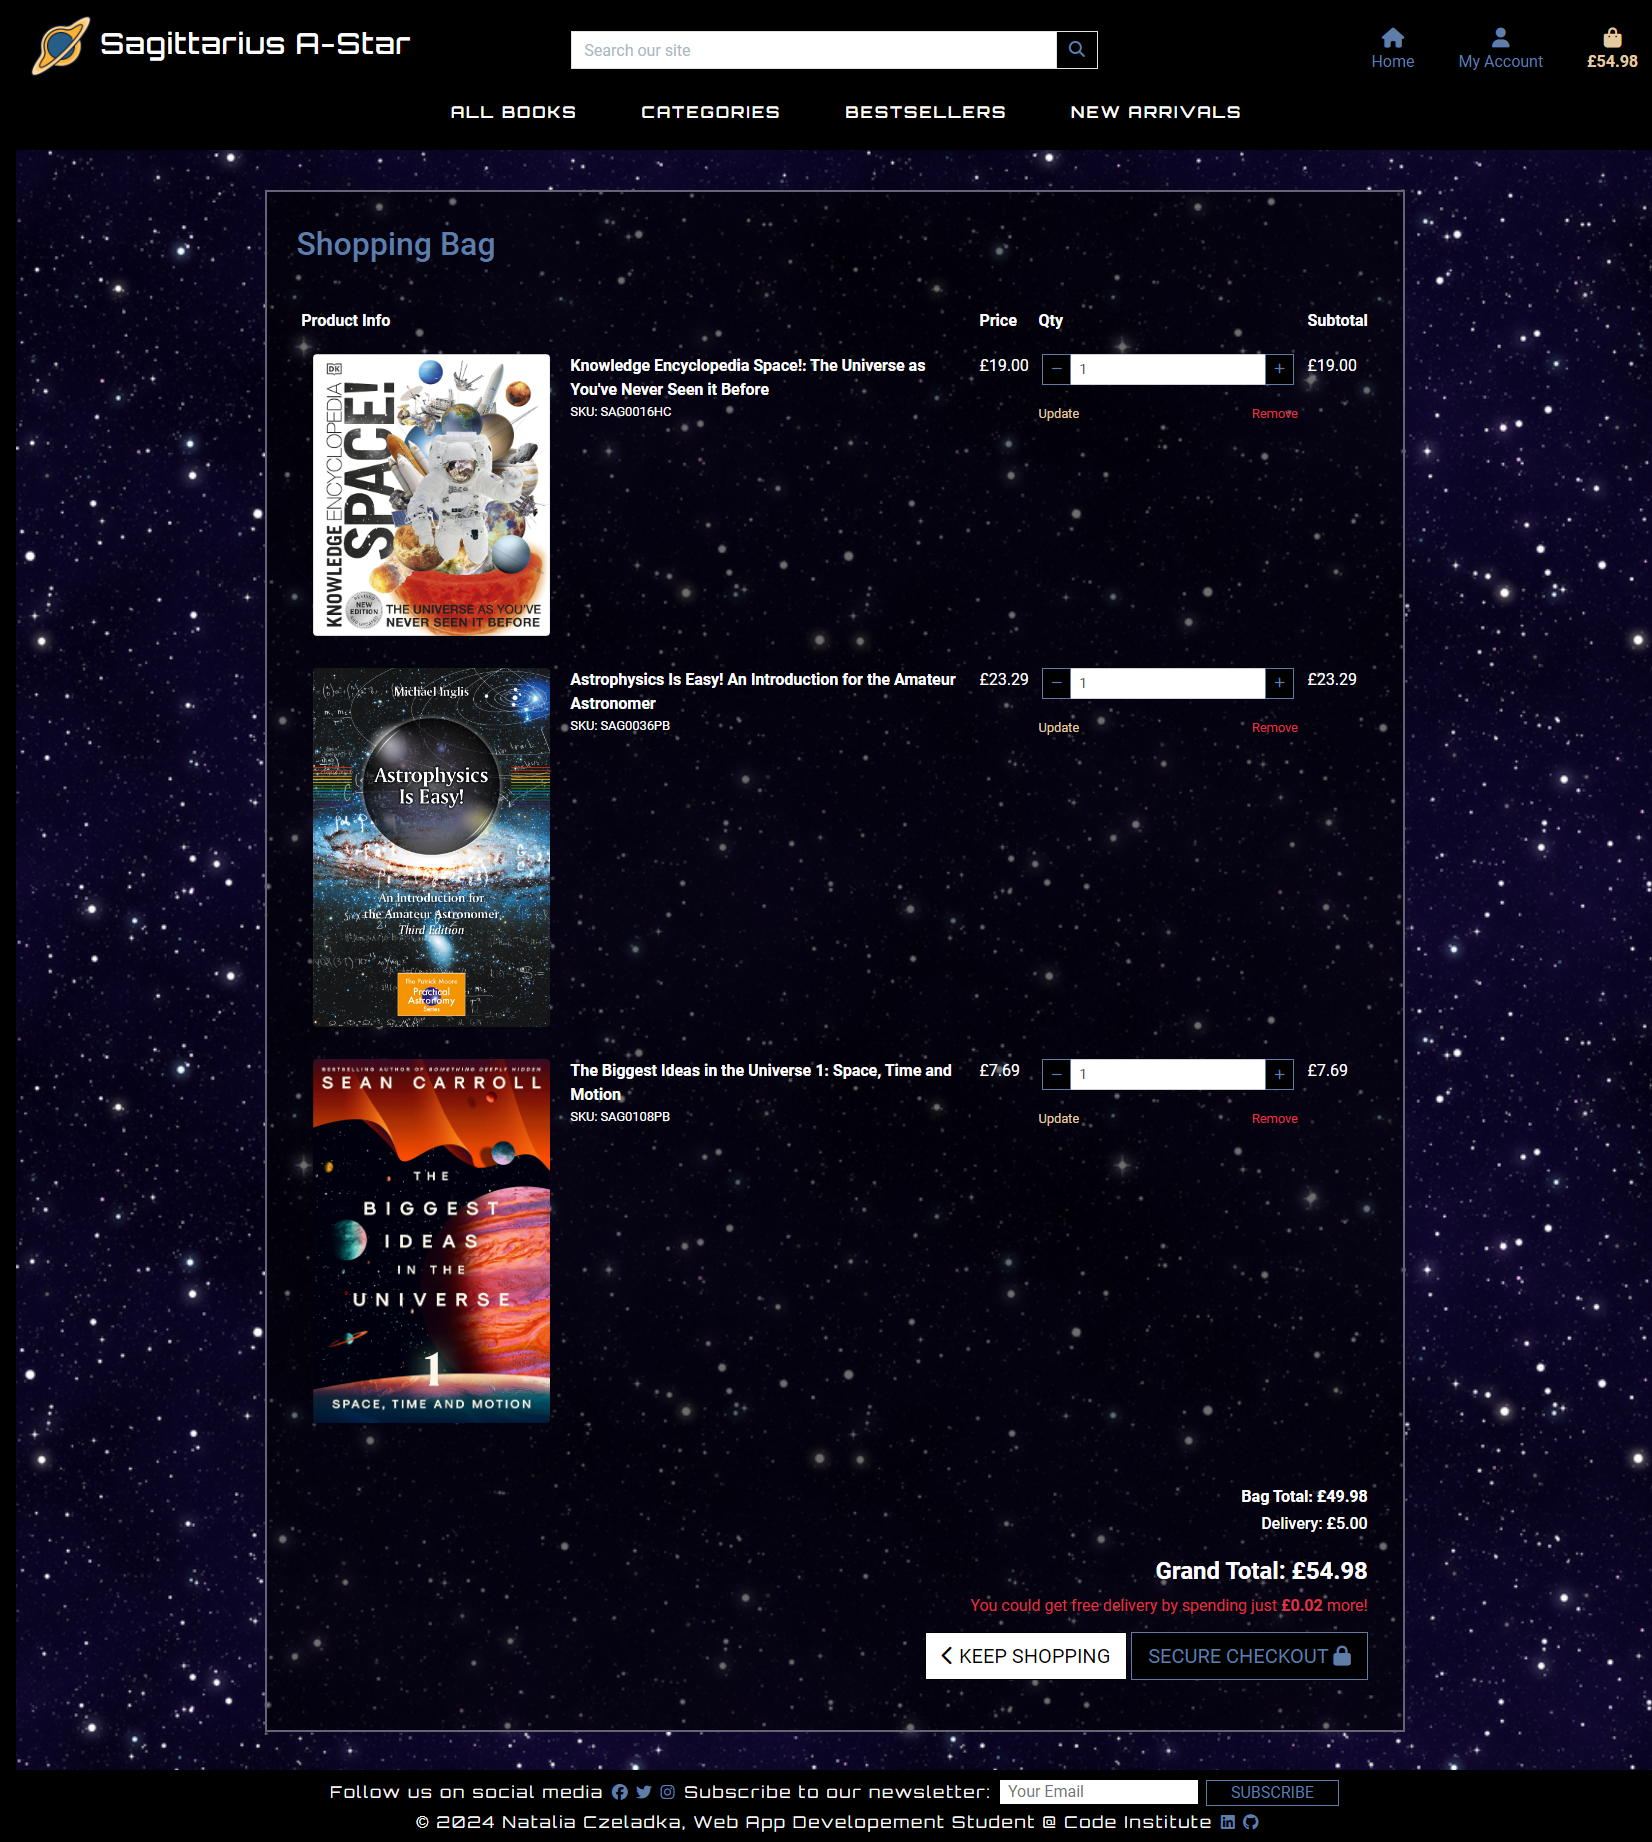 Sagittarius A-Star
Search our site
Home
My Account
£54.98
ALL BOOKS
CATEGORIES
BESTSELLERS
NEW ARRIVALS
Shopping Bag
Product Info
Price
Qty
Subtotal
DK
KNOWLEDGE ENCYCLOPEDIA
SPACE!
NEW
EDITION
THE UNIVERSE AS YOU'VE
NEVER SEEN IT BEFORE
Knowledge Encyclopedia Space!: The Universe as
You've Never Seen it Before
SKU: SAG0016HC
£19.00
1
£19.00
Update
Remove
Michael Inglis
Astrophysics
Is Easy!
An Introduction for
the Amateur Astronomer
Third Edition
The Patrick Moore
Practical
Astronomy
Series
Astrophysics Is Easy! An Introduction for the Amateur
Astronomer
SKU: SAG0036PB
£23.29
1
£23.29
Update
Remove
BESTSELLING AUTHOR OF SOMETHING DEEPLY HIDDEN
SEAN CARROLL
THE
BIGGEST
IDEAS
IN THE
UNIVERSE
1
SPACE, TIME AND MOTION
The Biggest Ideas in the Universe 1: Space, Time and
Motion
SKU: SAG0108PB
£7.69
1
£7.69
Update
Remove
Bag Total: £49.98
Delivery: £5.00
Grand Total: £54.98
You could get free delivery by spending just £0.02 more!
KEEP SHOPPING
SECURE CHECKOUT
Follow us on social media
Subscribe to our newsletter:
Your Email
SUBSCRIBE
© 2024 Natalia Czeladka, Web App Developement Student @ Code Institute